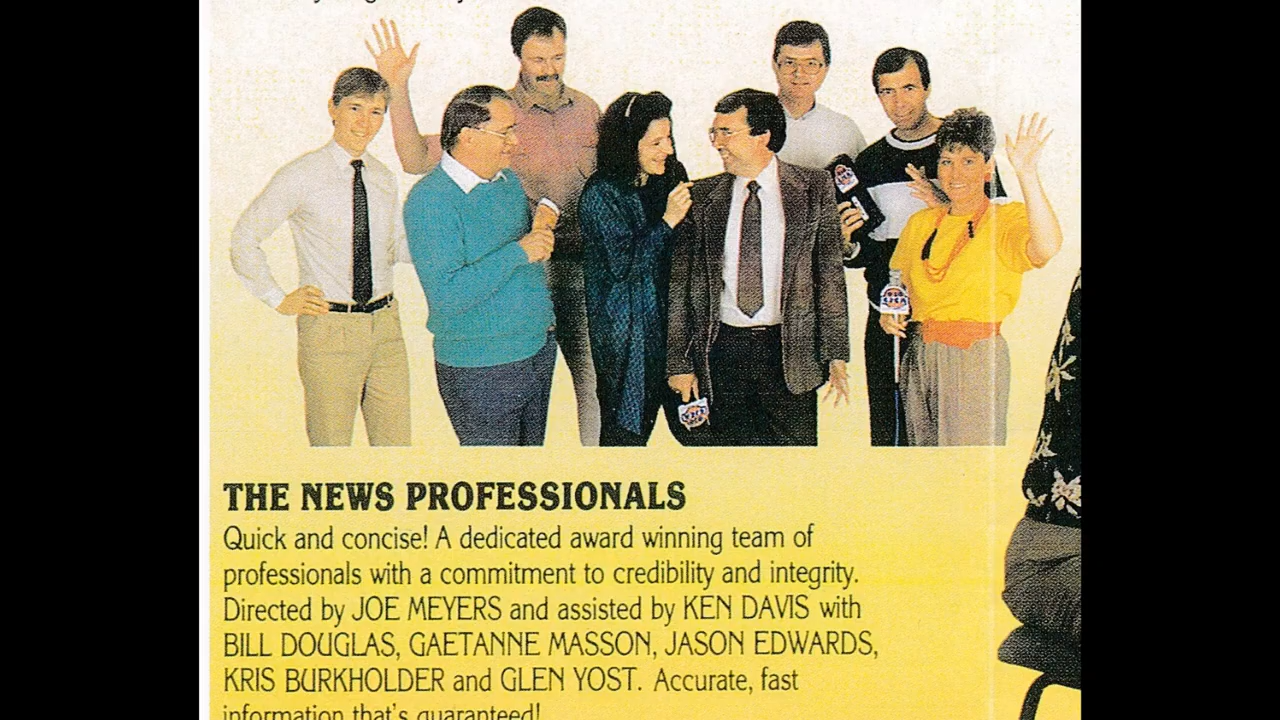 THE NEWS PROFESSIONALS
Quick and concise! A dedicated award winning team of
professionals with a commitment to credibility and integrity.
Directed by JOE MEYERS and assisted by KEN DAVIS with
BILL DOUGLAS, GAETANNE MASSON, JASON EDWARDS,
KRIS BURKHOLDER and GLEN YOST. Accurate, fast
information that's guaranteed!